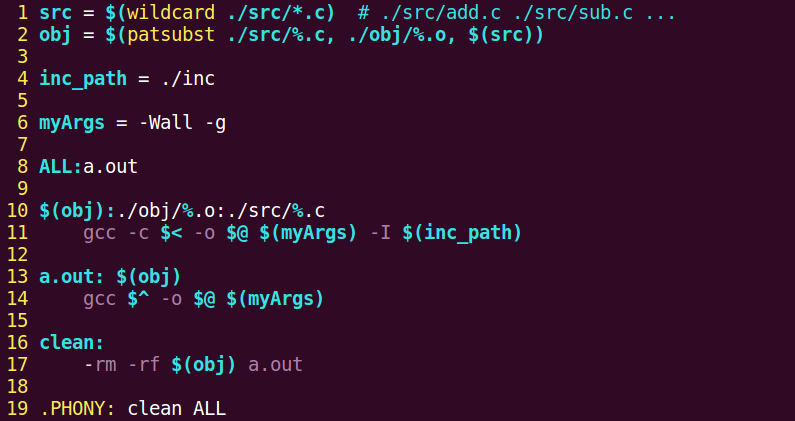 1 src = $(wildcard ./src/*.c)  # ./src/add.c ./src/sub.c ...
2 obj = $(patsubst ./src/%.c, ./obj/%.o, $(src))
3
4 inc_path = ./inc
5
6 myArgs = -Wall -g
7
8 ALL:a.out
9
10 $(obj):./obj/%.o:./src/%.c
11     gcc -c $< -o $@ $(myArgs) -I $(inc_path)
12
13 a.out: $(obj)
14     gcc $^ -o $@ $(myArgs)
15
16 clean:
17     -rm -rf $(obj) a.out
18
19 .PHONY: clean ALL